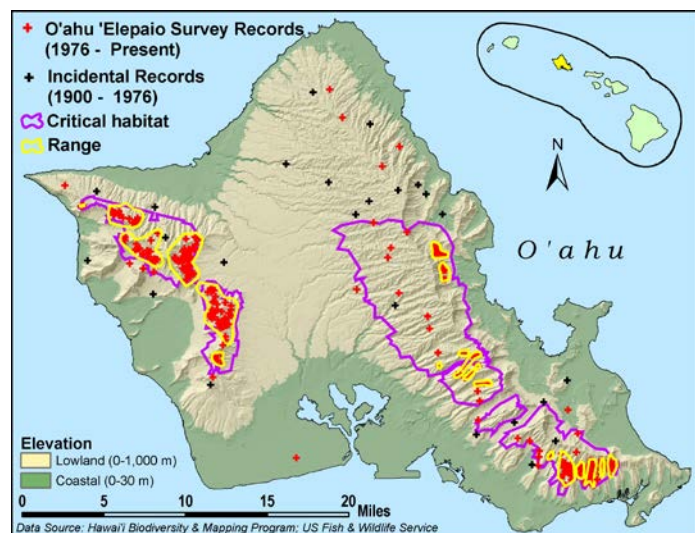 O'ahu 'Elepaio Survey Records
(1976 - Present)
Incidental Records
(1900 - 1976)
Critical habitat
Range
N
O'ahu
Elevation
Lowland (0-1,000 m)
Coastal (0-30 m)
0 5 10 15 20
Miles
Data Source: Hawai'i Biodiversity & Mapping Program; US Fish & Wildlife Service